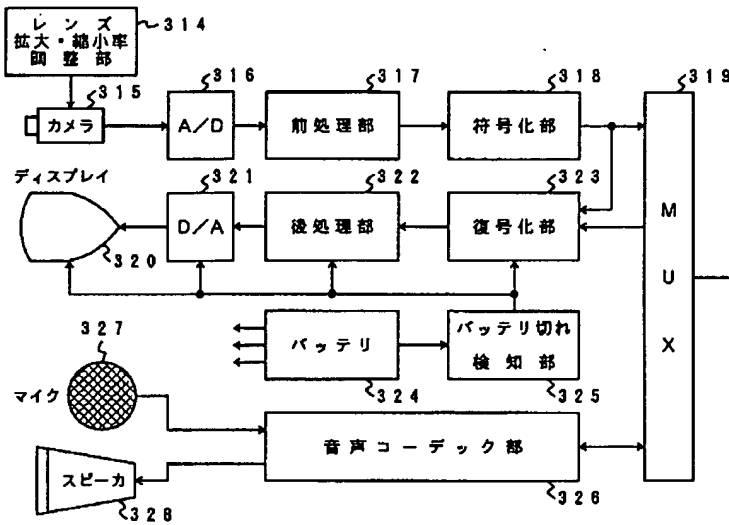 レンズ
拡大・縮小率
調整部
314
315
カメラ
316
A/D
317
前処理部
318
符号化部
319
MUX
ディスプレイ
320
321
D/A
322
後処理部
323
復号化部
327
マイク
バッテリ
324
バッテリ切れ
検知部
325
音声コーデック部
326
スピーカ
328